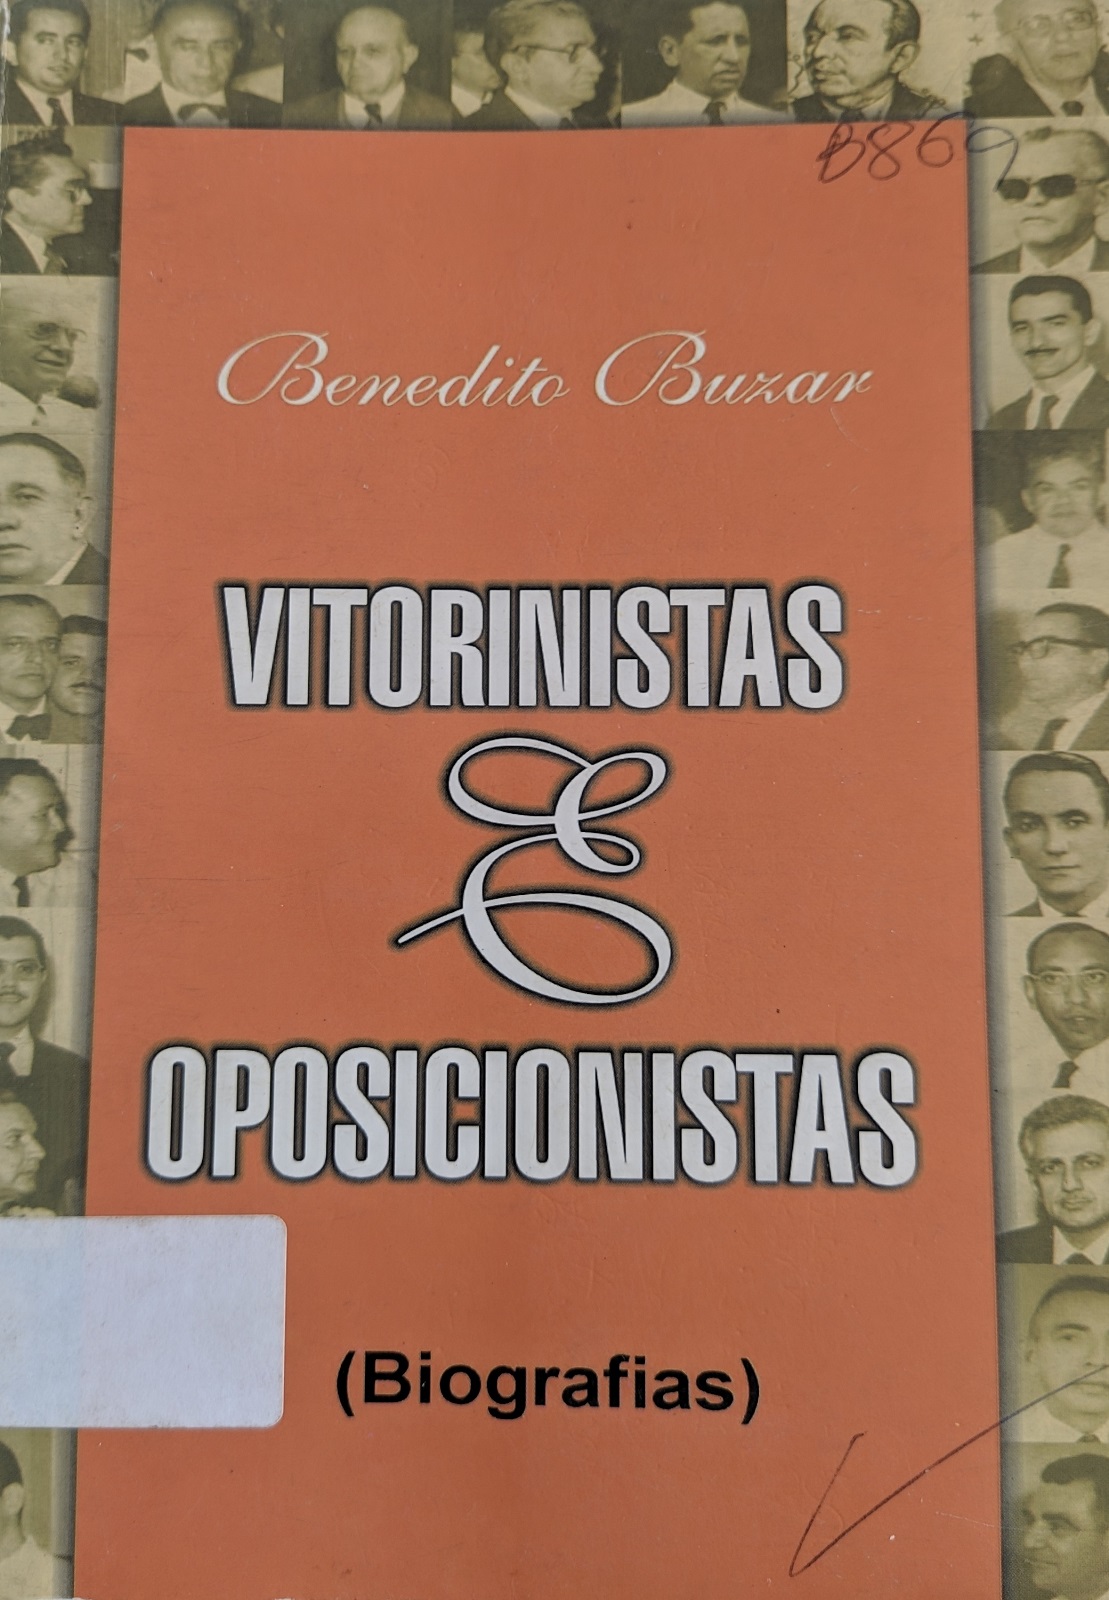 B869
Benedito Buzar
VITORINISTAS
E
OPOSICIONISTAS
(Biografias)